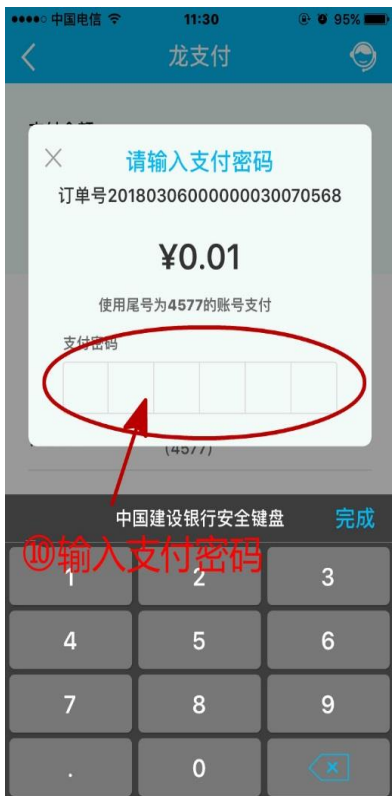 中国电信 11:30 95%
龙支付
×
请输入支付密码
订单号20180306000000030070568
¥0.01
使用尾号为4577的账号支付
支付密码
(4577)
中国建设银行安全键盘 完成
⑩输入支付密码
1 2 3
4 5 6
7 8 9
. 0